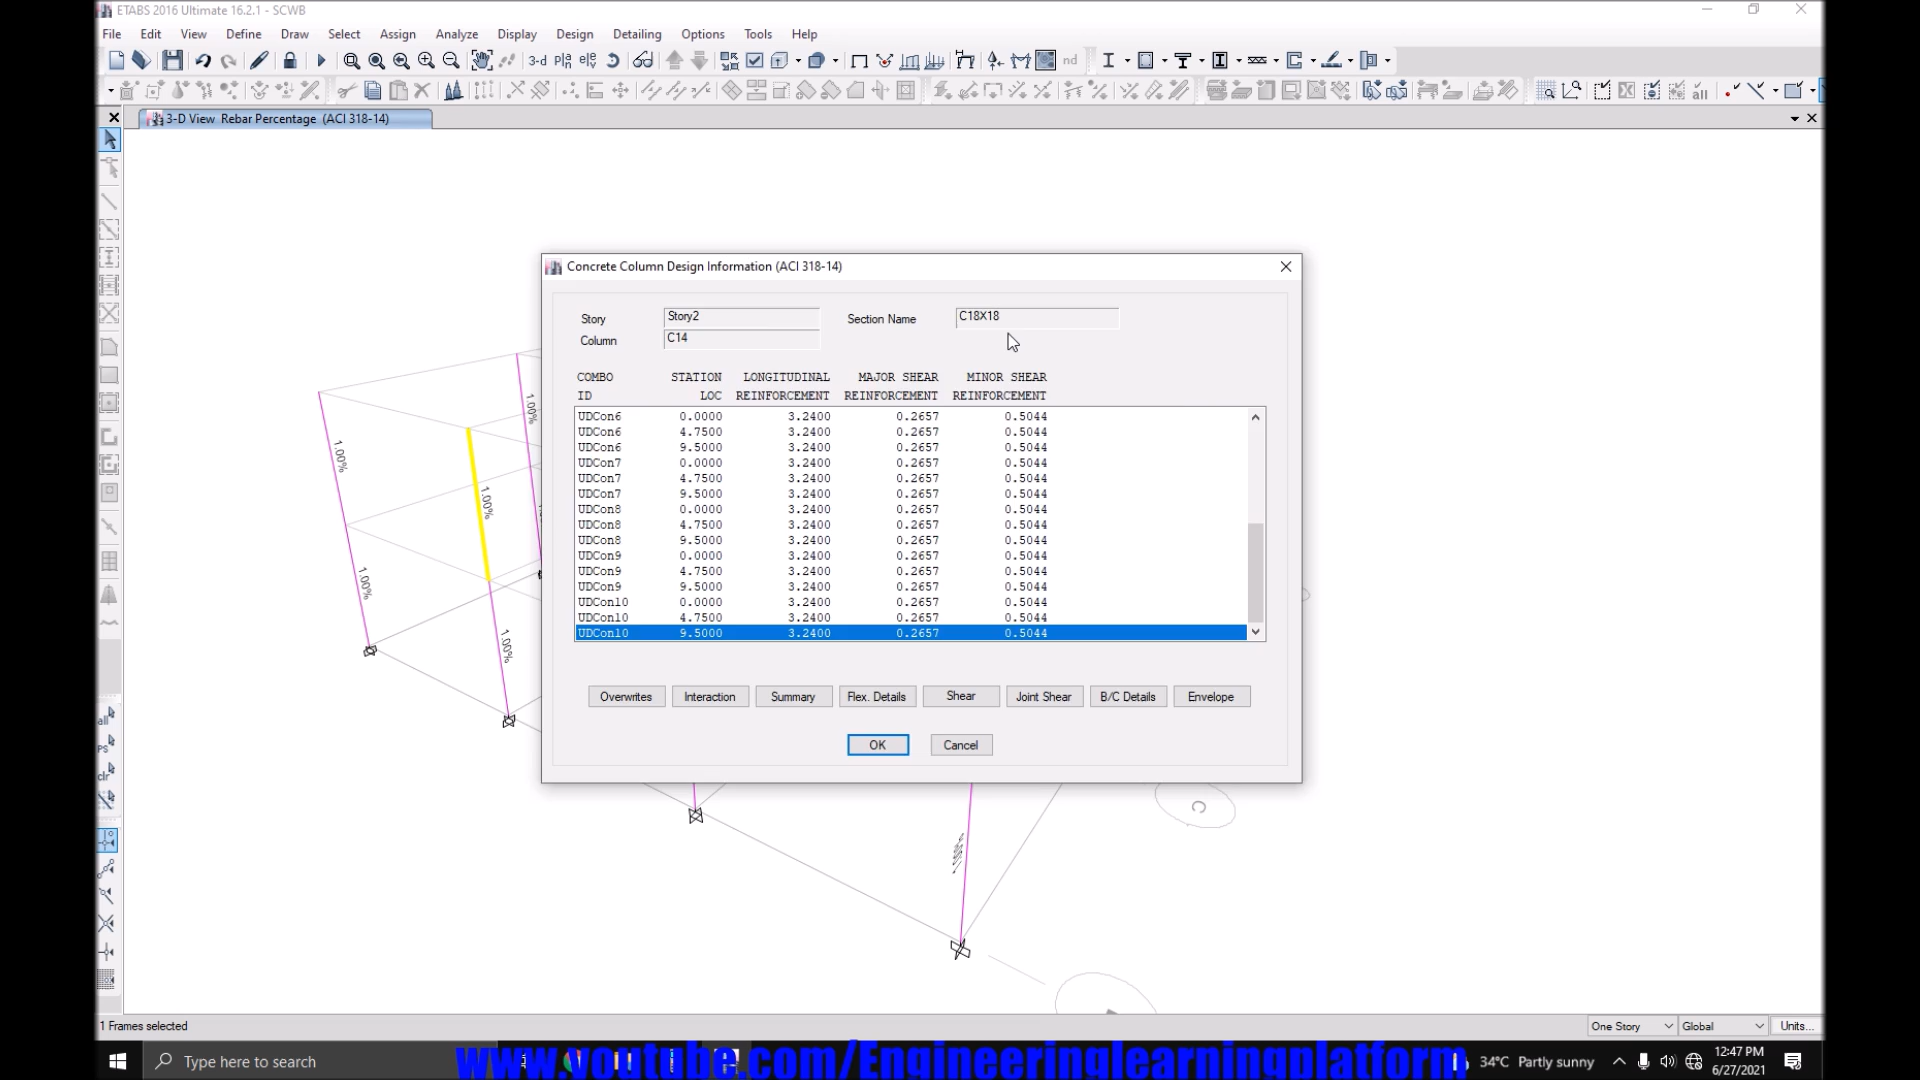 ETABS 2016 Ultimate 16.2.1 - SCWB
File Edit View Define Draw Select Assign Analyze Display Design Detailing Options Tools Help
3-d nd
all
3-D View Rebar Percentage (ACI 318-14)
Concrete Column Design Information (ACI 318-14)
Story Story2 Section Name C18X18
Column C14
COMBO STATION LONGITUDINAL MAJOR SHEAR MINOR SHEAR
ID LOC REINFORCEMENT REINFORCEMENT REINFORCEMENT
UDCon6 0.0000 3.2400 0.2657 0.5044
UDCon6 4.7500 3.2400 0.2657 0.5044
UDCon6 9.5000 3.2400 0.2657 0.5044
UDCon7 0.0000 3.2400 0.2657 0.5044
UDCon7 4.7500 3.2400 0.2657 0.5044
UDCon7 9.5000 3.2400 0.2657 0.5044
UDCon8 0.0000 3.2400 0.2657 0.5044
UDCon8 4.7500 3.2400 0.2657 0.5044
UDCon8 9.5000 3.2400 0.2657 0.5044
UDCon9 0.0000 3.2400 0.2657 0.5044
UDCon9 4.7500 3.2400 0.2657 0.5044
UDCon9 9.5000 3.2400 0.2657 0.5044
UDCon10 0.0000 3.2400 0.2657 0.5044
UDCon10 4.7500 3.2400 0.2657 0.5044
UDCon10 9.5000 3.2400 0.2657 0.5044
Overwrites Interaction Summary Flex. Details Shear Joint Shear B/C Details Envelope
OK Cancel
1.00%
1.00%
1.00%
1.00%
1.00%
C
all
PS
clr
1 Frames selected
One Story Global Units...
Type here to search
www.youtube.com/Engineeringlearningplatform
34°C Partly sunny
12:47 PM
6/27/2021